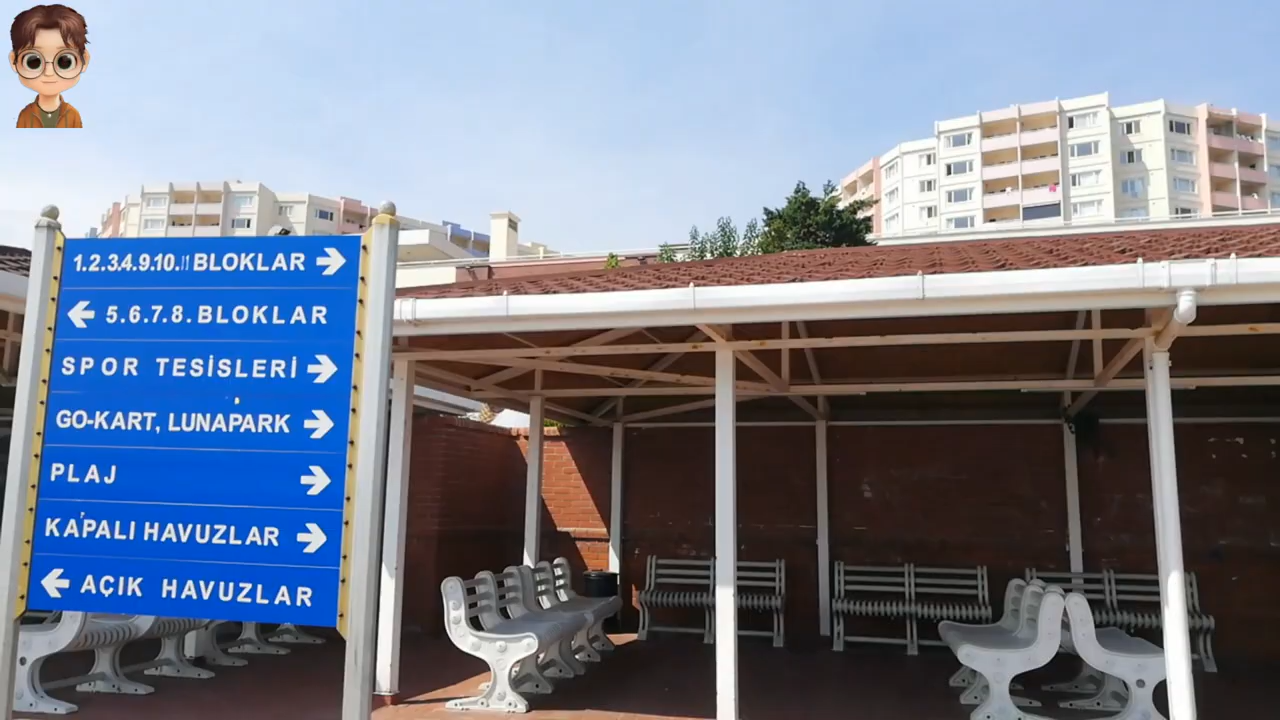 1.2.3.4.9.10.11 BLOKLAR
5.6.7.8. BLOKLAR
SPOR TESİSLERİ
GO-KART, LUNAPARK
PLAJ
KAPALI HAVUZLAR
AÇIK HAVUZLAR